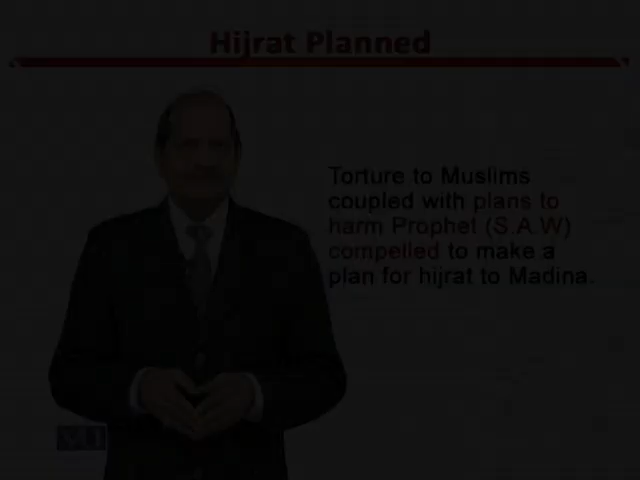 Hijrat Planned
Torture to Muslims
coupled with plans to
harm Prophet (S.A.W)
compelled to make a
plan for hijrat to Madina.